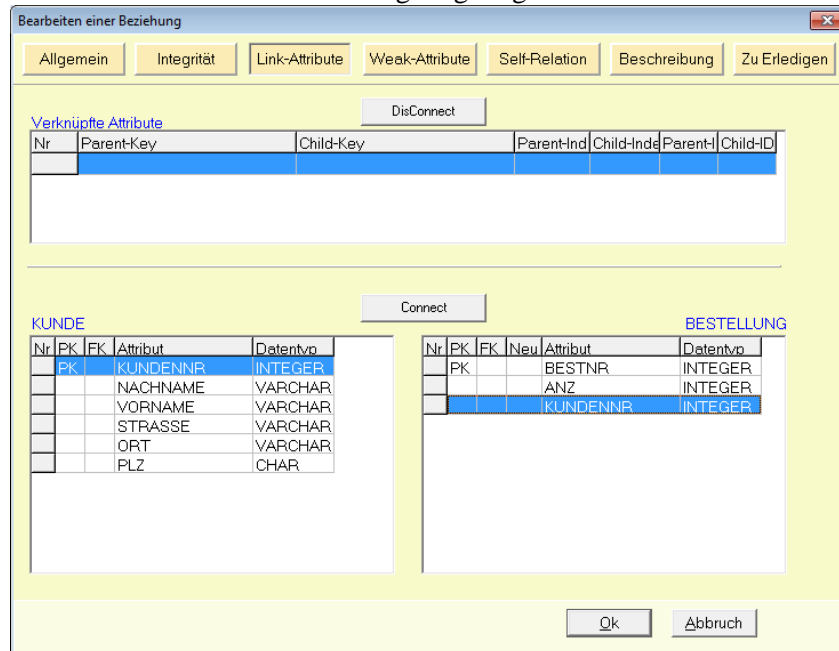 Bearbeiten einer Beziehung
Allgemein Integrität Link-Attribute Weak-Attribute Self-Relation Beschreibung Zu Erledigen
DisConnect
Verknüpfte Attribute
Nr Parent-Key Child-Key Parent-Ind Child-Inde Parent-I Child-ID
Connect
KUNDE BESTELLUNG
Nr PK FK Attribut Datentyp Nr PK FK Neu Attribut Datentyp
PK KUNDENNR INTEGER PK BESTNR INTEGER
NACHNAME VARCHAR ANZ INTEGER
VORNAME VARCHAR KUNDENNR INTEGER
STRASSE VARCHAR
ORT VARCHAR
PLZ CHAR
Ok Abbruch